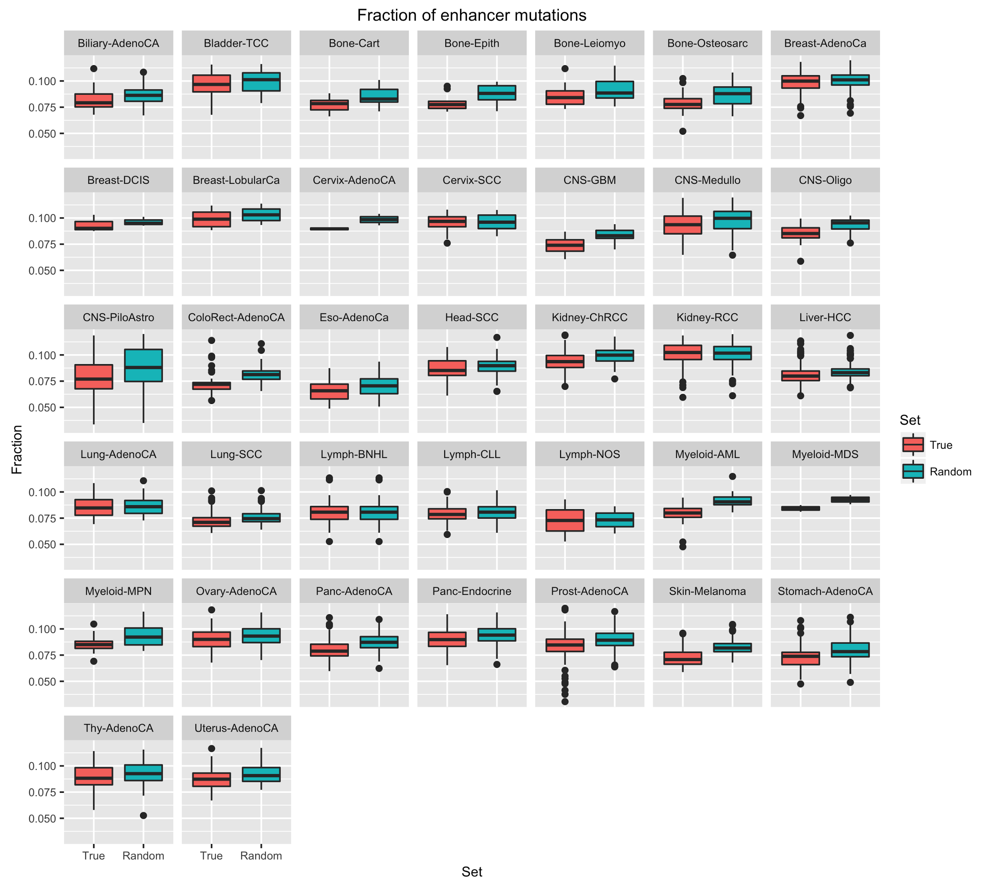 Fraction of enhancer mutations
Biliary-AdenoCA Bladder-TCC Bone-Cart Bone-Epith Bone-Leiomyo Bone-Osteosarc Breast-AdenoCa
0.100
0.075
0.050
Breast-DCIS Breast-LobularCa Cervix-AdenoCA Cervix-SCC CNS-GBM CNS-Medullo CNS-Oligo
0.100
0.075
0.050
CNS-PiloAstro ColoRect-AdenoCA Eso-AdenoCa Head-SCC Kidney-ChRCC Kidney-RCC Liver-HCC
0.100
0.075
0.050
Lung-AdenoCA Lung-SCC Lymph-BNHL Lymph-CLL Lymph-NOS Myeloid-AML Myeloid-MDS
0.100
0.075
0.050
Myeloid-MPN Ovary-AdenoCA Panc-AdenoCA Panc-Endocrine Prost-AdenoCA Skin-Melanoma Stomach-AdenoCA
0.100
0.075
0.050
Thy-AdenoCA Uterus-AdenoCA
0.100
0.075
0.050
True Random True Random
Set
Fraction
Set
True
Random